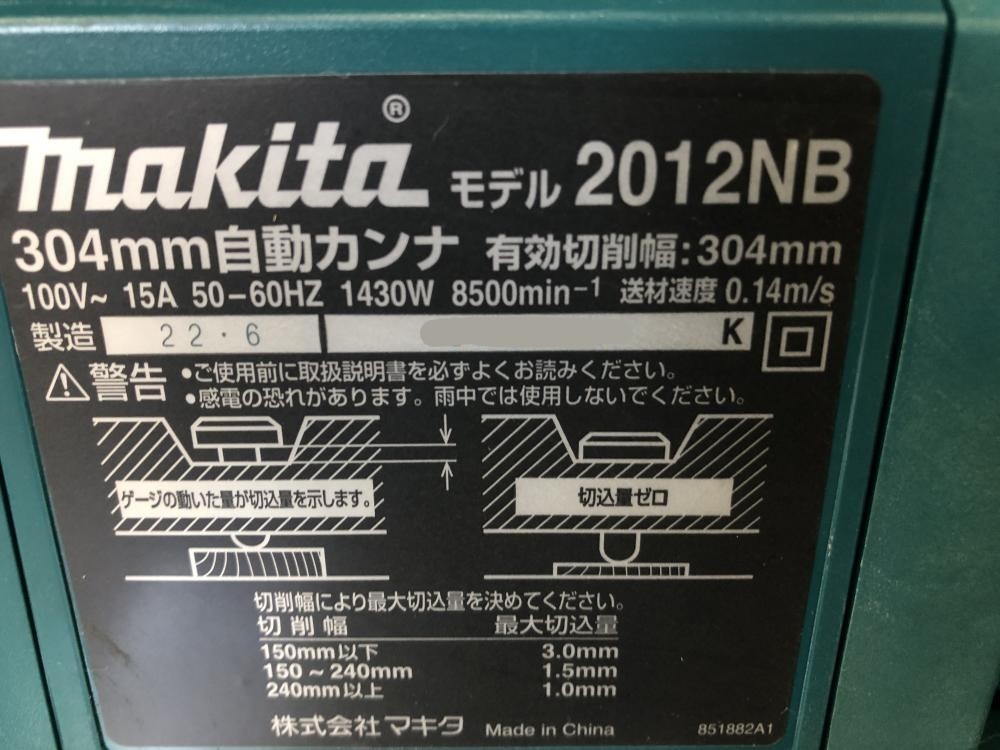 makita® モデル 2012NB
304mm自動カンナ 有効切削幅:304mm
100V~ 15A 50-60HZ 1430W 8500min⁻¹ 送材速度 0.14m/s
製造 22・6 K
警告 •ご使用前に取扱説明書を必ずよくお読みください。
•感電の恐れがあります。雨中では使用しないでください。
ゲージの動いた量が切込量を示します。 切込量ゼロ
切削幅により最大切込量を決めてください。
切削幅 最大切込量
150mm以下 3.0mm
150~240mm 1.5mm
240mm以上 1.0mm
株式会社マキタ Made in China 851882A1